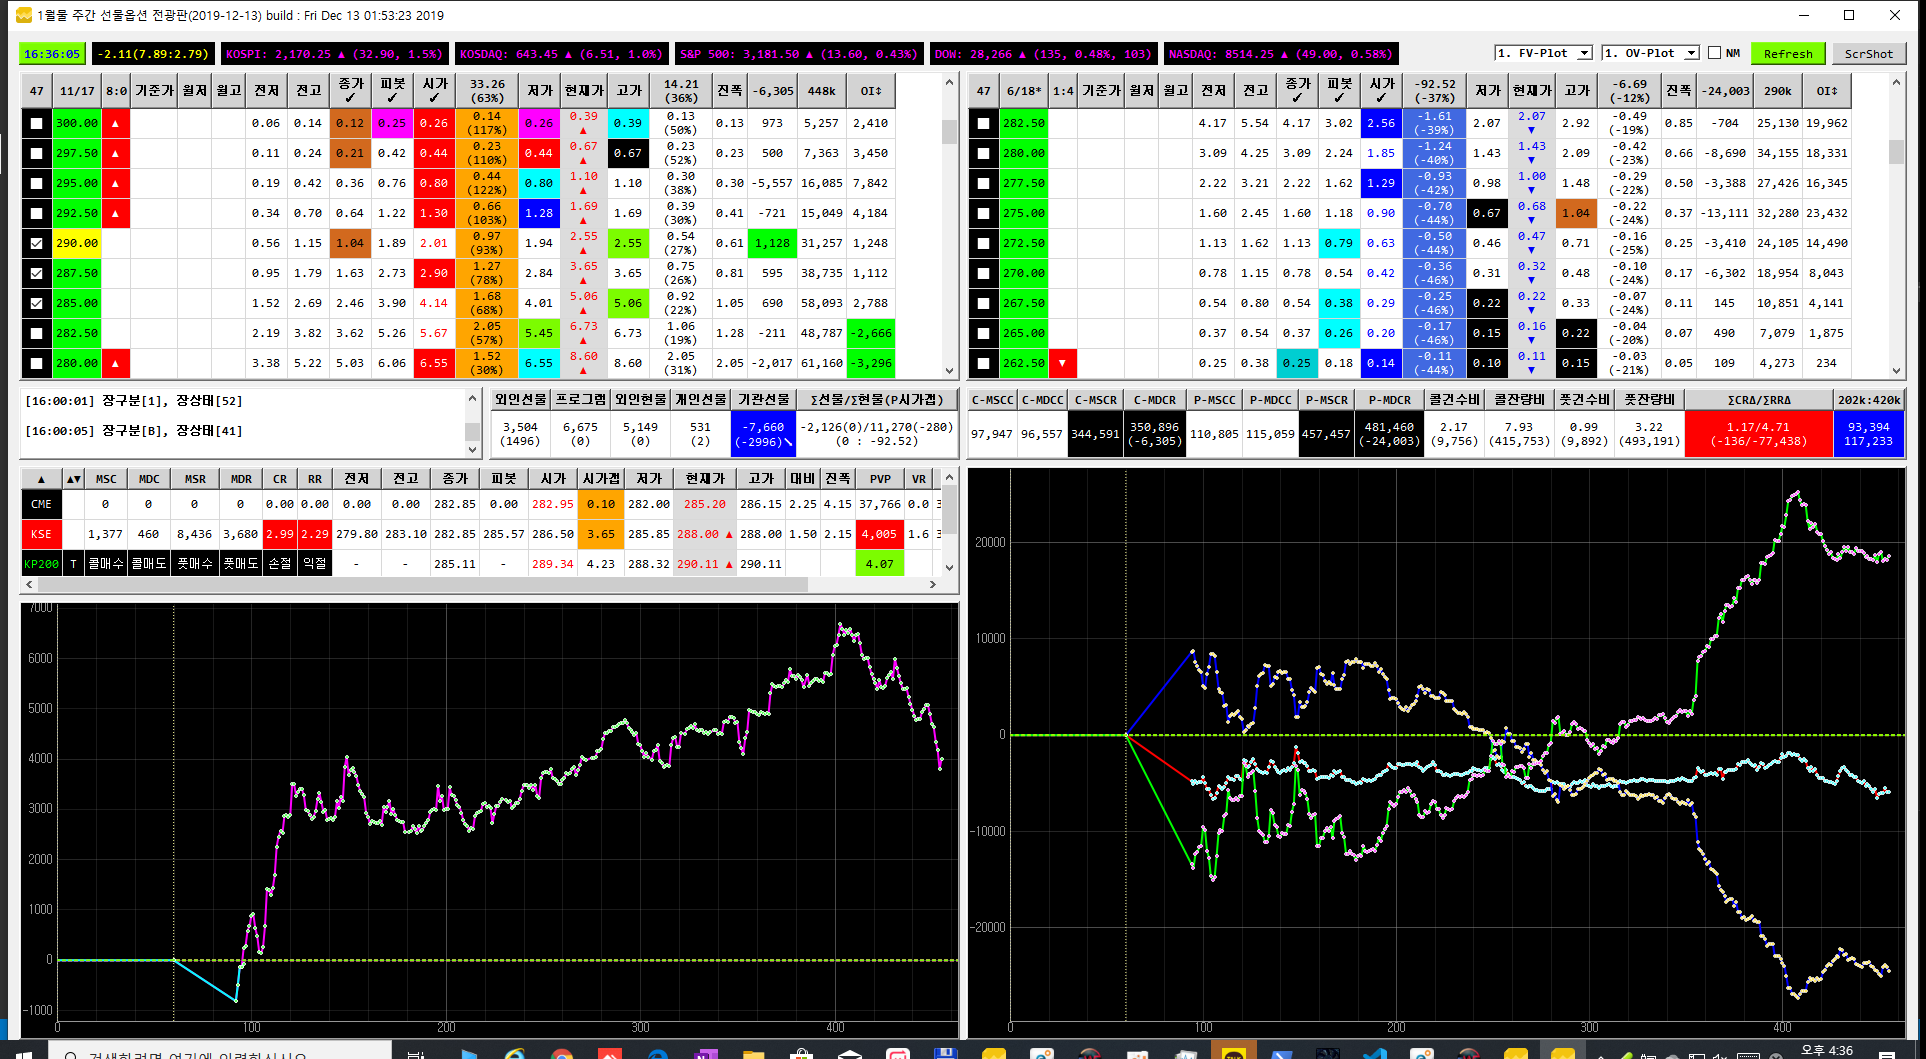 1월물 주간 선물옵션 전광판(2019-12-13) build : Fri Dec 13 01:53:23 2019
16:36:05 -2.11(7.89:2.79) KOSPI: 2,170.25 ▲ (32.90, 1.5%) KOSDAQ: 643.45 ▲ (6.51, 1.0%) S&P 500: 3,181.50 ▲ (13.60, 0.43%) DOW: 28,266 ▲ (135, 0.48%, 103) NASDAQ: 8514.25 ▲ (49.00, 0.58%) 1. FV-Plot 1. OV-Plot NM Refresh ScrShot
47 11/17 8:0 기준가 월저 월고 전저 전고 종가✓ 피봇✓ 시가✓ 33.26 (63%) 저가 현재가 고가 14.21 (36%) 진폭 -6,305 448k OI↕
300.00 ▲ 0.06 0.14 0.12 0.25 0.26 0.14 (117%) 0.26 0.39 ▲ 0.39 0.13 (50%) 0.13 973 5,257 2,410
297.50 ▲ 0.11 0.24 0.21 0.42 0.44 0.23 (110%) 0.44 0.67 ▲ 0.67 0.23 (52%) 0.23 500 7,363 3,450
295.00 ▲ 0.19 0.42 0.36 0.76 0.80 0.44 (122%) 0.80 1.10 ▲ 1.10 0.30 (38%) 0.30 -5,557 16,085 7,842
292.50 ▲ 0.34 0.70 0.64 1.22 1.30 0.66 (103%) 1.28 1.69 ▲ 1.69 0.39 (30%) 0.41 -721 15,049 4,184
290.00 0.56 1.15 1.04 1.89 2.01 0.97 (93%) 1.94 2.55 ▲ 2.55 0.54 (27%) 0.61 1,128 31,257 1,248
287.50 0.95 1.79 1.63 2.73 2.90 1.27 (78%) 2.84 3.65 ▲ 3.65 0.75 (26%) 0.81 595 38,735 1,112
285.00 1.52 2.69 2.46 3.90 4.14 1.68 (68%) 4.01 5.06 ▲ 5.06 0.92 (22%) 1.05 690 58,093 2,788
282.50 2.19 3.82 3.62 5.26 5.67 2.05 (57%) 5.45 6.73 ▲ 6.73 1.06 (19%) 1.28 -211 48,787 -2,666
280.00 ▲ 3.38 5.22 5.03 6.06 6.55 1.52 (30%) 6.55 8.60 ▲ 8.60 2.05 (31%) 2.05 -2,017 61,160 -3,296
47 6/18* 1:4 기준가 월저 월고 전저 전고 종가✓ 피봇✓ 시가✓ -92.52 (-37%) 저가 현재가 고가 -6.69 (-12%) 진폭 -24,003 290k OI↕
282.50 4.17 5.54 4.17 3.02 2.56 -1.61 (-39%) 2.07 2.07 ▼ 2.92 -0.49 (-19%) 0.85 -704 25,130 19,962
280.00 3.09 4.25 3.09 2.24 1.85 -1.24 (-40%) 1.43 1.43 ▼ 2.09 -0.42 (-23%) 0.66 -8,690 34,155 18,331
277.50 2.22 3.21 2.22 1.62 1.29 -0.93 (-42%) 0.98 1.00 ▼ 1.48 -0.29 (-22%) 0.50 -3,388 27,426 16,345
275.00 1.60 2.45 1.60 1.18 0.90 -0.70 (-44%) 0.67 0.68 ▼ 1.04 -0.22 (-24%) 0.37 -13,111 32,280 23,432
272.50 1.13 1.62 1.13 0.79 0.63 -0.50 (-44%) 0.46 0.47 ▼ 0.71 -0.16 (-25%) 0.25 -3,410 24,105 14,490
270.00 0.78 1.15 0.78 0.54 0.42 -0.36 (-46%) 0.31 0.32 ▼ 0.48 -0.10 (-24%) 0.17 -6,302 18,954 8,043
267.50 0.54 0.80 0.54 0.38 0.29 -0.25 (-46%) 0.22 0.22 ▼ 0.33 -0.07 (-24%) 0.11 145 10,851 4,141
265.00 0.37 0.54 0.37 0.26 0.20 -0.17 (-46%) 0.15 0.16 ▼ 0.22 -0.04 (-20%) 0.07 490 7,079 1,875
262.50 ▼ 0.25 0.38 0.25 0.18 0.14 -0.11 (-44%) 0.10 0.11 ▼ 0.15 -0.03 (-21%) 0.05 109 4,273 234
[16:00:01] 장구분[1], 장상태[52]
[16:00:05] 장구분[B], 장상태[41]
외인선물 프로그램 외인현물 개인선물 기관선물 Σ선물/Σ현물(P시가갭)
3,504 6,675 5,149 531 -7,660 -2,126(0)/11,270(-280)
(1496) (0) (0) (2) (-2996)↘ (0 : -92.52)
C-MSCC C-MDCC C-MSCR C-MDCR P-MSCC P-MDCC P-MSCR P-MDCR 콜건수비 콜잔량비 풋건수비 풋잔량비 ΣCRΔ/ΣRRΔ 202k:420k
97,947 96,557 344,591 350,896 (-6,305) 110,805 115,059 457,457 481,460 (-24,003) 2.17 (9,756) 7.93 (415,753) 0.99 (9,892) 3.22 (493,191) 1.17/4.71 (-136/-77,438) 93,394 117,233
▲ ▲▼ MSC MDC MSR MDR CR RR 전저 전고 종가 피봇 시가 시가갭 저가 현재가 고가 대비 진폭 PVP VR
CME 0 0 0 0 0.00 0.00 0.00 0.00 282.85 0.00 282.95 0.10 282.00 285.20 286.15 2.25 4.15 37,766 0.0
KSE 1,377 460 8,436 3,680 2.99 2.29 279.80 283.10 282.85 285.57 286.50 3.65 285.85 288.00 ▲ 288.00 1.50 2.15 4,005 1.6
KP200 T 콜매수 콜매도 풋매수 풋매도 손절 익절 - - 285.11 - 289.34 4.23 288.32 290.11 ▲ 290.11 4.07
7000
6000
5000
4000
3000
2000
1000
0
-1000
0 100 200 300 400
20000
10000
0
-10000
-20000
0 100 200 300 400
오후 4:36